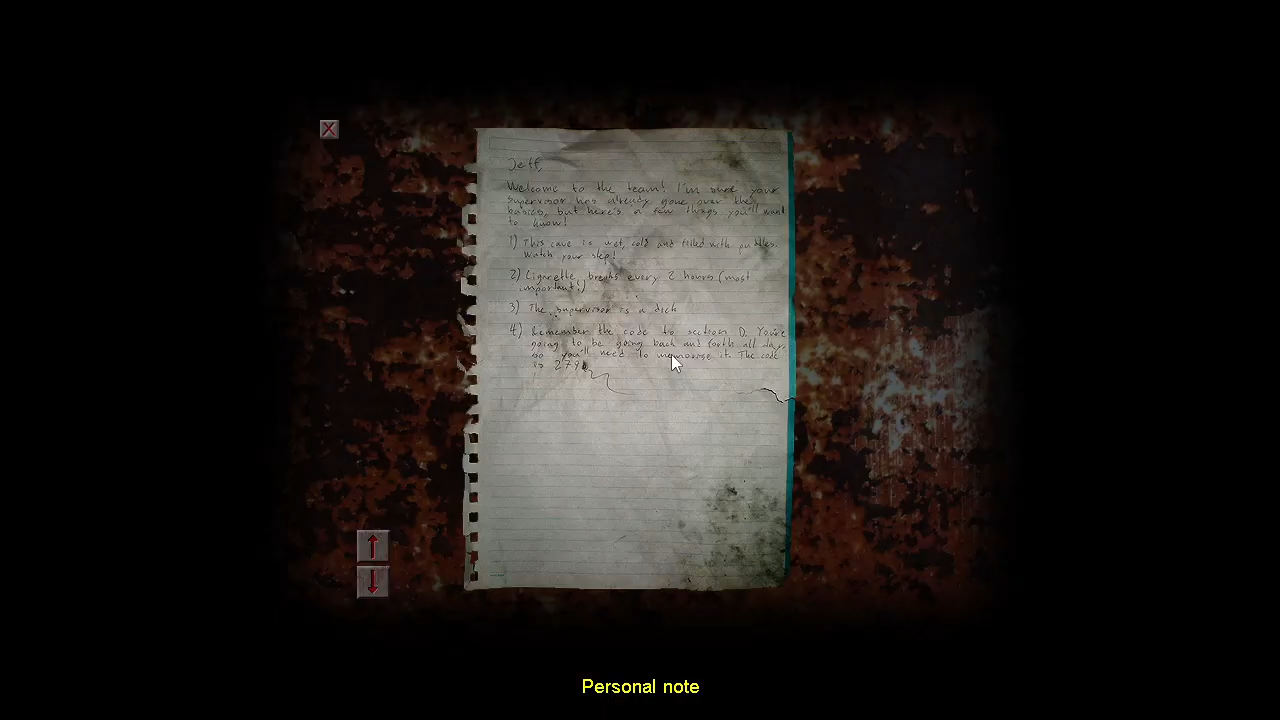 Jeff,
Welcome to the team! I'm sure your
supervisor has already gone over the
basics, but here's a few things you'll want
to know!
1) This cave is wet, cold and filled with puddles.
Watch your step!
2) Cigarette breaks every 2 hours (most
important!)
3) The supervisor is a dick
4) Remember the code to section D. You're
going to be going back and forth all day,
so you'll need to memorise it. The code
is 279
Personal note